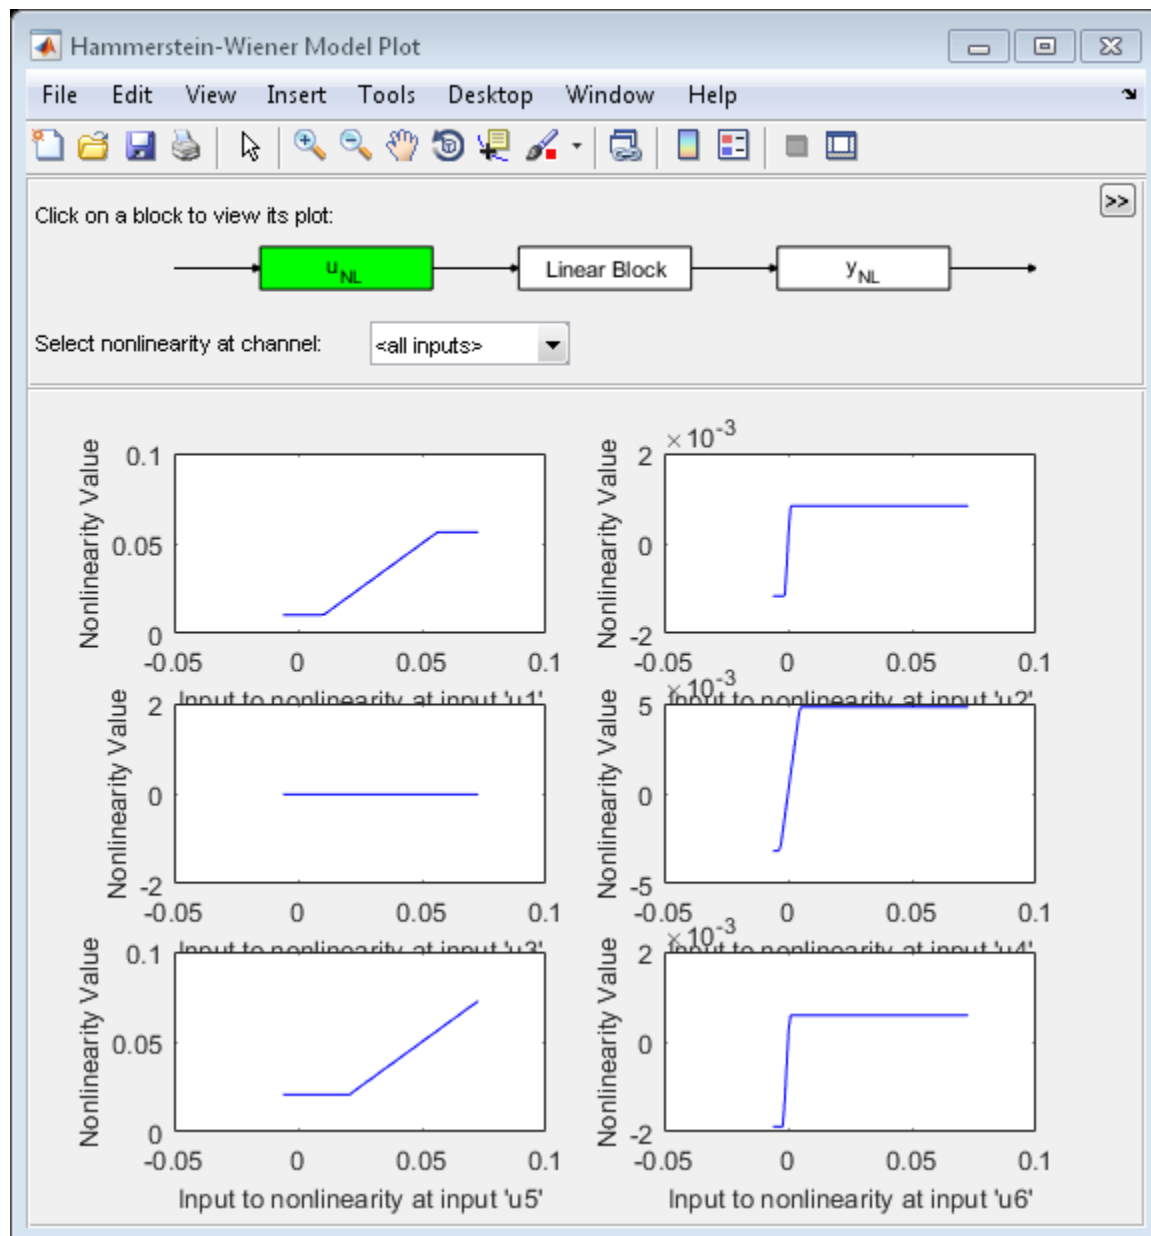 Hammerstein-Wiener Model Plot
File Edit View Insert Tools Desktop Window Help
>>
Click on a block to view its plot:
uNL Linear Block yNL
Select nonlinearity at channel: <all inputs>
Nonlinearity Value
0.1
0.05
0
-0.05 0 0.05 0.1
Input to nonlinearity at input 'u1'
×10-3
Nonlinearity Value
2
0
-2
-0.05 0 0.05 0.1
Input to nonlinearity at input 'u2'
Nonlinearity Value
2
0
-2
-0.05 0 0.05 0.1
Input to nonlinearity at input 'u3'
×10-3
Nonlinearity Value
5
0
-5
-0.05 0 0.05 0.1
Input to nonlinearity at input 'u4'
Nonlinearity Value
0.1
0.05
0
-0.05 0 0.05 0.1
Input to nonlinearity at input 'u5'
×10-3
Nonlinearity Value
2
0
-2
-0.05 0 0.05 0.1
Input to nonlinearity at input 'u6'